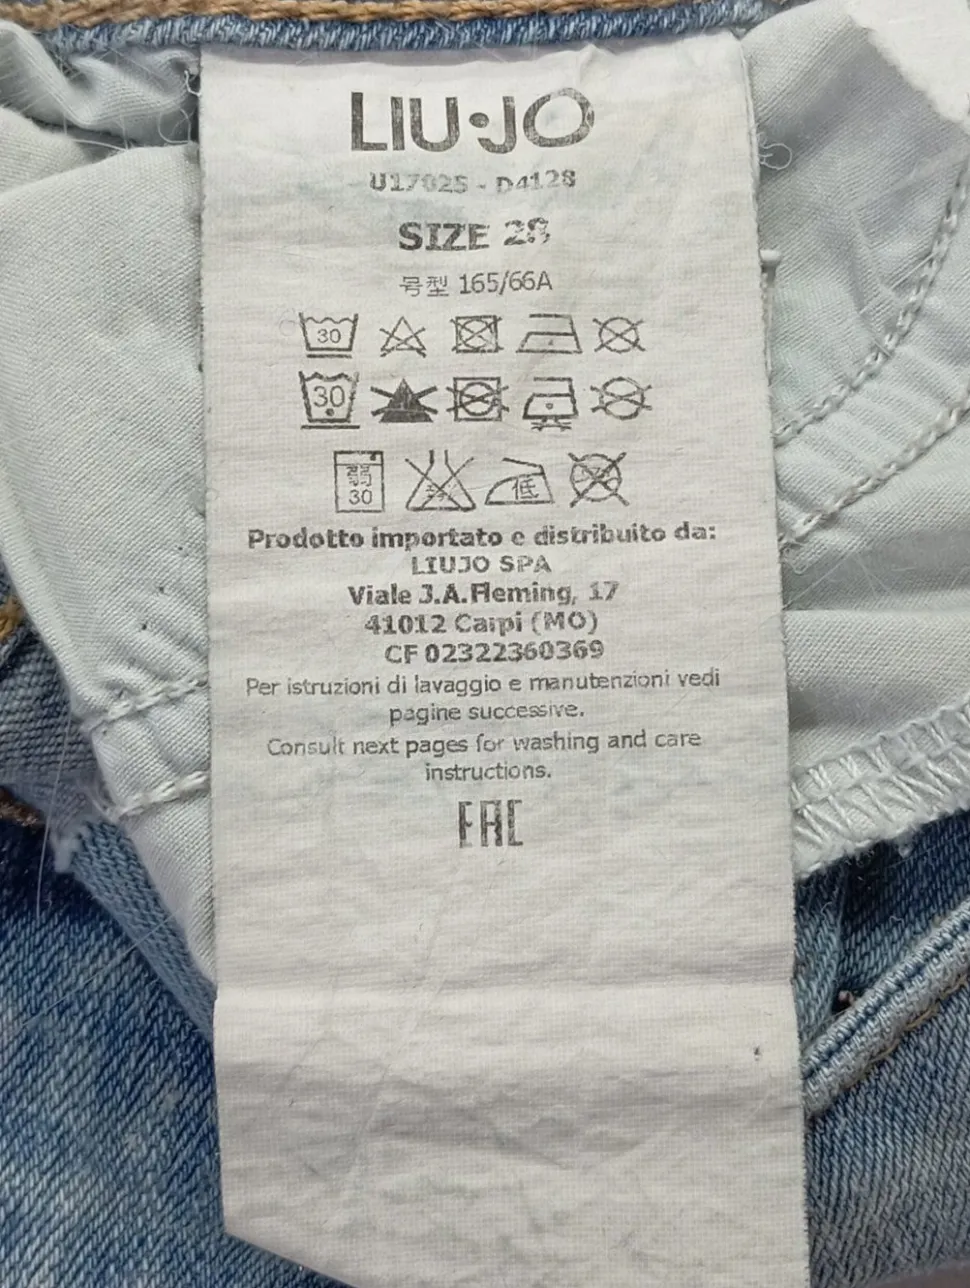 LIU·JO
U17025 - D4128
SIZE 28
号型 165/66A
30
30
弱
30
低
Prodotto importato e distribuito da:
LIUJO SPA
Viale J.A.Fleming, 17
41012 Carpi (MO)
CF 02322360369
Per istruzioni di lavaggio e manutenzioni vedi
pagine successive.
Consult next pages for washing and care
instructions.
EAC